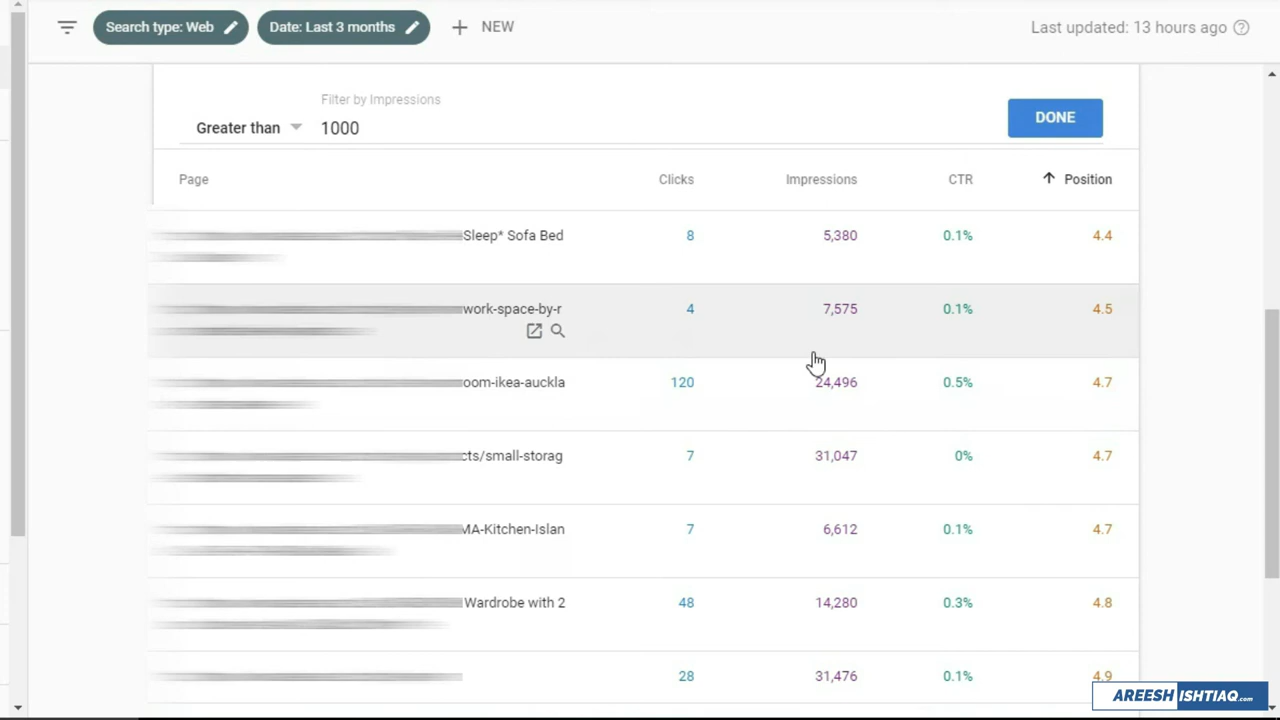 Search type: Web Date: Last 3 months NEW Last updated: 13 hours ago
Filter by Impressions
Greater than 1000 DONE
Page Clicks Impressions CTR Position
Sleep* Sofa Bed 8 5,380 0.1% 4.4
work-space-by-r 4 7,575 0.1% 4.5
oom-ikea-auckla 120 24,496 0.5% 4.7
cts/small-storag 7 31,047 0% 4.7
MA-Kitchen-Islan 7 6,612 0.1% 4.7
Wardrobe with 2 48 14,280 0.3% 4.8
28 31,476 0.1% 4.9
AREESHISHTIAQ.com